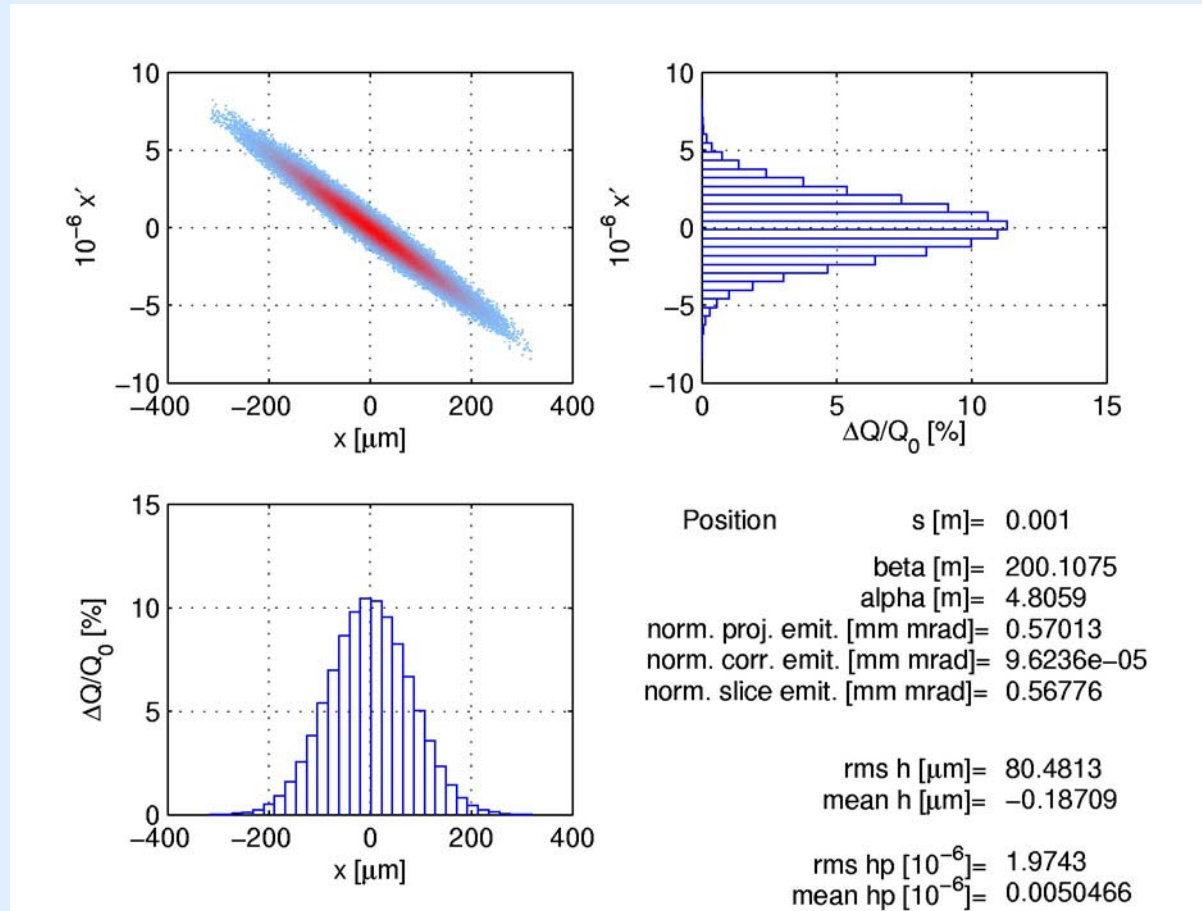 10
5
0
−5
−10
10⁻⁶ x′
−400 −200 0 200 400
x [μm]
10
5
0
−5
−10
10⁻⁶ x′
0 5 10 15
ΔQ/Q₀ [%]
15
10
5
0
ΔQ/Q₀ [%]
−400 −200 0 200 400
x [μm]
Position s [m]= 0.001
beta [m]= 200.1075
alpha [m]= 4.8059
norm. proj. emit. [mm mrad]= 0.57013
norm. corr. emit. [mm mrad]= 9.6236e−05
norm. slice emit. [mm mrad]= 0.56776
rms h [μm]= 80.4813
mean h [μm]= −0.18709
rms hp [10⁻⁶]= 1.9743
mean hp [10⁻⁶]= 0.0050466